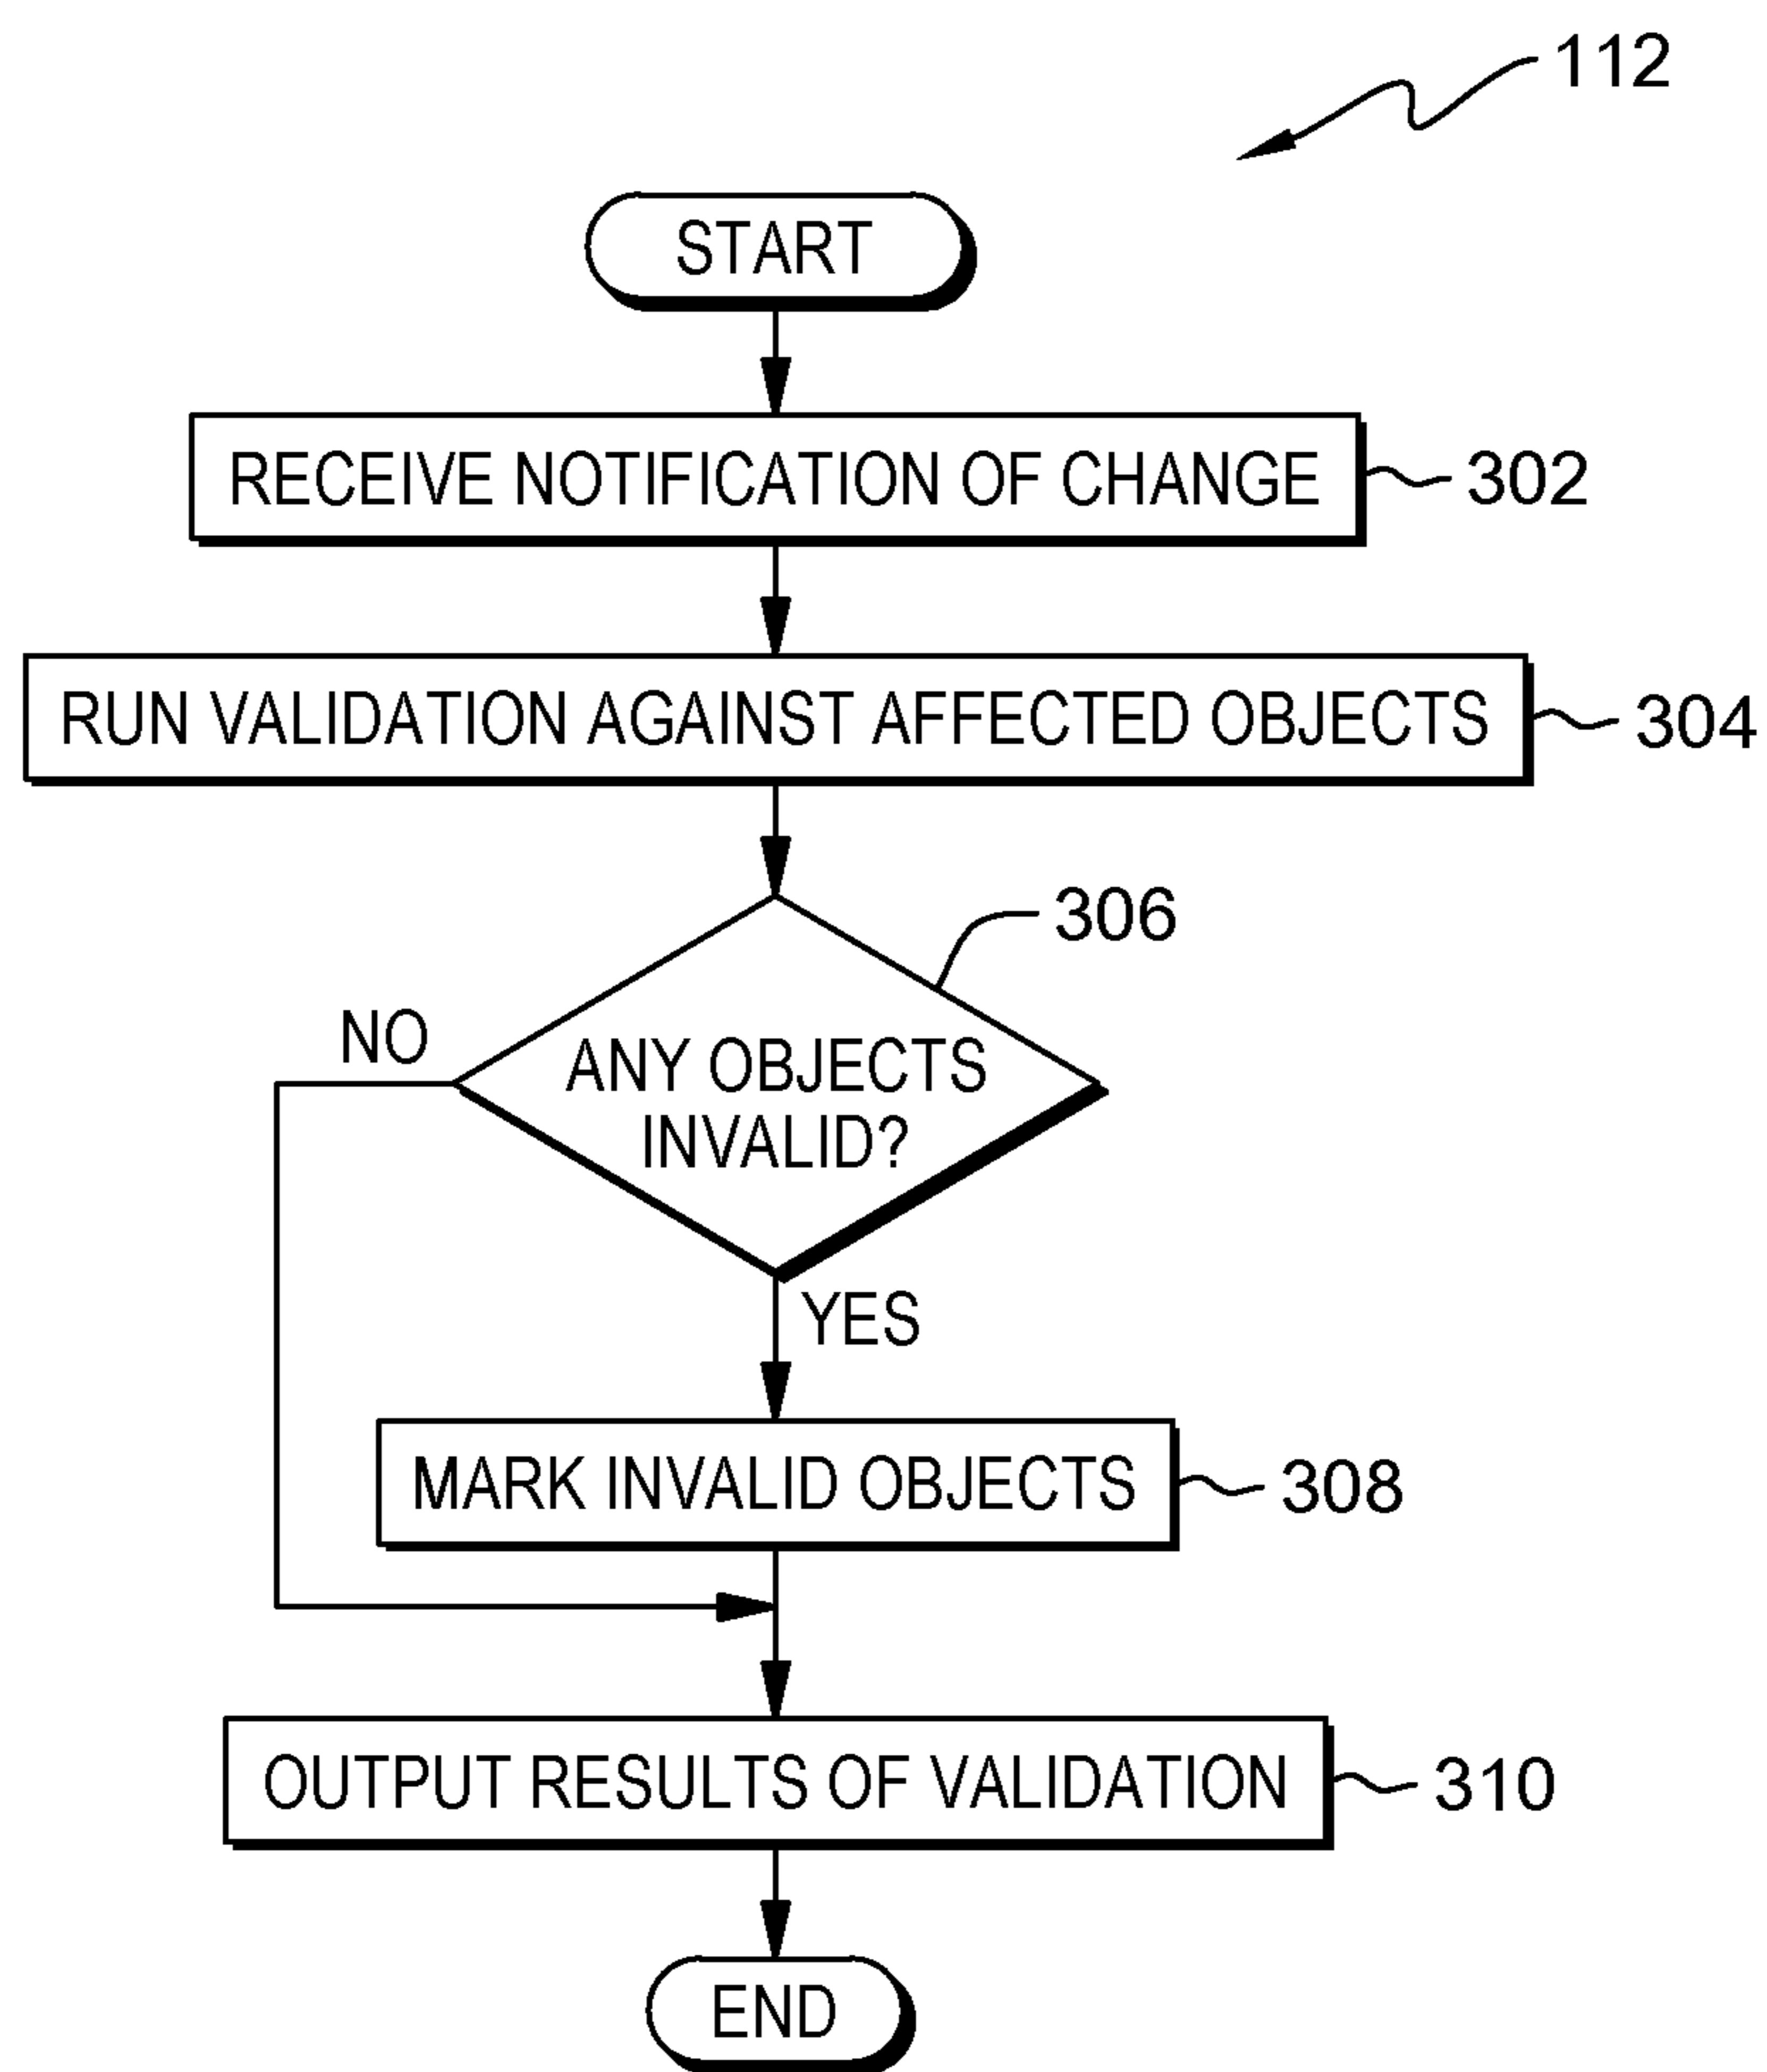 112
START
RECEIVE NOTIFICATION OF CHANGE
302
RUN VALIDATION AGAINST AFFECTED OBJECTS
304
306
NO
ANY OBJECTS
INVALID?
YES
MARK INVALID OBJECTS
308
OUTPUT RESULTS OF VALIDATION
310
END